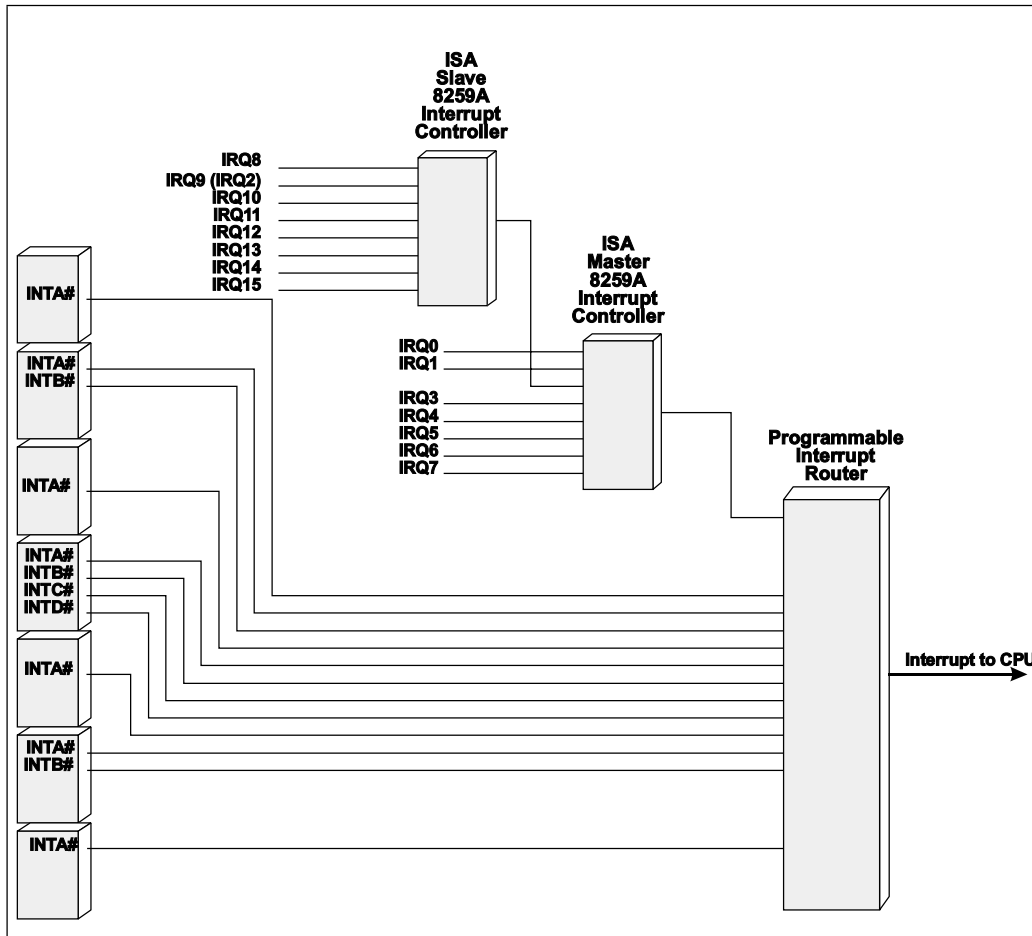 ISA
Slave
8259A
Interrupt
Controller
IRQ8
IRQ9 (IRQ2)
IRQ10
IRQ11
IRQ12
IRQ13
IRQ14
IRQ15
ISA
Master
8259A
Interrupt
Controller
IRQ0
IRQ1
IRQ3
IRQ4
IRQ5
IRQ6
IRQ7
Programmable
Interrupt
Router
INTA#
INTA#
INTB#
INTA#
INTA#
INTB#
INTC#
INTD#
INTA#
INTA#
INTB#
INTA#
Interrupt to CPU